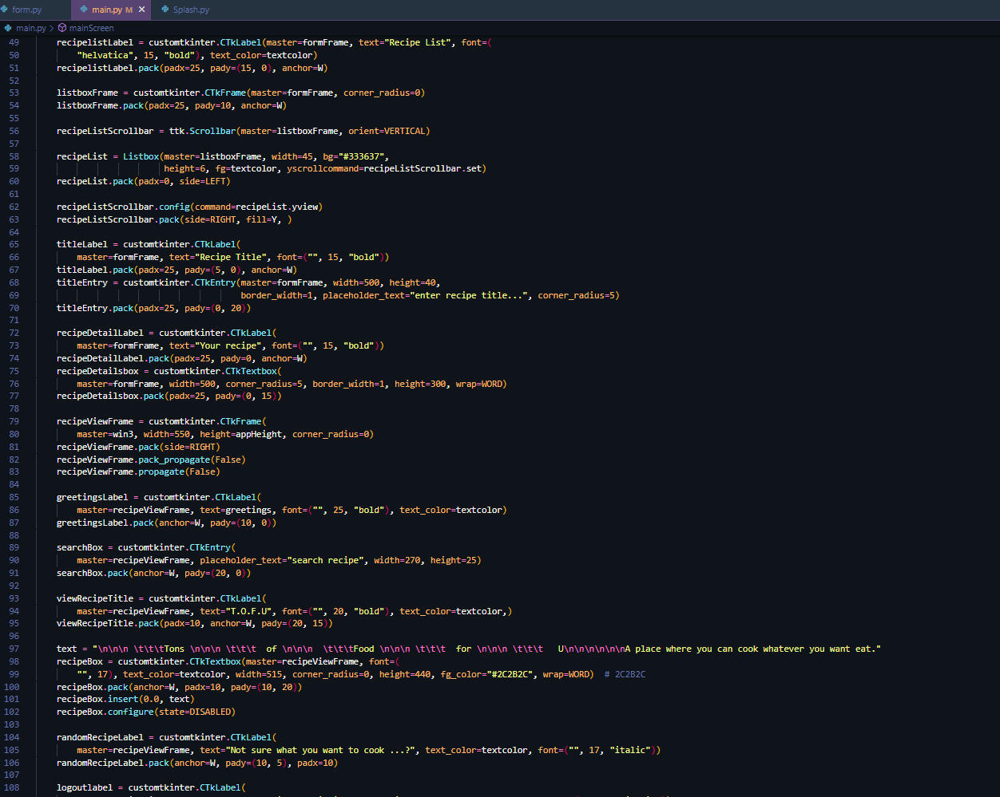 form.py
main.py M ✕
Splash.py
main.py > mainScreen
49 recipelistLabel = customtkinter.CTkLabel(master=formFrame, text="Recipe List", font=(
50 "helvatica", 15, "bold"), text_color=textcolor)
51 recipelistLabel.pack(padx=25, pady=(15, 0), anchor=W)
52
53 listboxFrame = customtkinter.CTkFrame(master=formFrame, corner_radius=0)
54 listboxFrame.pack(padx=25, pady=10, anchor=W)
55
56 recipeListScrollbar = ttk.Scrollbar(master=listboxFrame, orient=VERTICAL)
57
58 recipeList = Listbox(master=listboxFrame, width=45, bg="#333637",
59 height=6, fg=textcolor, yscrollcommand=recipeListScrollbar.set)
60 recipeList.pack(padx=0, side=LEFT)
61
62 recipeListScrollbar.config(command=recipeList.yview)
63 recipeListScrollbar.pack(side=RIGHT, fill=Y, )
64
65 titleLabel = customtkinter.CTkLabel(
66 master=formFrame, text="Recipe Title", font=("", 15, "bold"))
67 titleLabel.pack(padx=25, pady=(5, 0), anchor=W)
68 titleEntry = customtkinter.CTkEntry(master=formFrame, width=500, height=40,
69 border_width=1, placeholder_text="enter recipe title...", corner_radius=5)
70 titleEntry.pack(padx=25, pady=(0, 20))
71
72 recipeDetailLabel = customtkinter.CTkLabel(
73 master=formFrame, text="Your recipe", font=("", 15, "bold"))
74 recipeDetailLabel.pack(padx=25, pady=0, anchor=W)
75 recipeDetailsbox = customtkinter.CTkTextbox(
76 master=formFrame, width=500, corner_radius=5, border_width=1, height=300, wrap=WORD)
77 recipeDetailsbox.pack(padx=25, pady=(0, 15))
78
79 recipeViewFrame = customtkinter.CTkFrame(
80 master=win3, width=550, height=appHeight, corner_radius=0)
81 recipeViewFrame.pack(side=RIGHT)
82 recipeViewFrame.pack_propagate(False)
83 recipeViewFrame.propagate(False)
84
85 greetingsLabel = customtkinter.CTkLabel(
86 master=recipeViewFrame, text=greetings, font=("", 25, "bold"), text_color=textcolor)
87 greetingsLabel.pack(anchor=W, pady=(10, 0))
88
89 searchBox = customtkinter.CTkEntry(
90 master=recipeViewFrame, placeholder_text="search recipe", width=270, height=25)
91 searchBox.pack(anchor=W, pady=(20, 0))
92
93 viewRecipeTitle = customtkinter.CTkLabel(
94 master=recipeViewFrame, text="T.O.F.U", font=("", 20, "bold"), text_color=textcolor,)
95 viewRecipeTitle.pack(padx=10, anchor=W, pady=(20, 15))
96
97 text = "\n\n\n \t\t\tTons \n\n\n \t\t\t  of \n\n\n  \t\t\tFood \n\n\n \t\t\t  for \n\n\n \t\t\t   U\n\n\n\n\n\nA place where you can cook whatever you want eat."
98 recipeBox = customtkinter.CTkTextbox(master=recipeViewFrame, font=(
99 "", 17), text_color=textcolor, width=515, corner_radius=0, height=440, fg_color="#2C2B2C", wrap=WORD)  # 2C2B2C
100 recipeBox.pack(anchor=W, padx=10, pady=(10, 20))
101 recipeBox.insert(0.0, text)
102 recipeBox.configure(state=DISABLED)
103
104 randomRecipeLabel = customtkinter.CTkLabel(
105 master=recipeViewFrame, text="Not sure what you want to cook ...?", text_color=textcolor, font=("", 17, "italic"))
106 randomRecipeLabel.pack(anchor=W, pady=(10, 5), padx=10)
107
108 logoutlabel = customtkinter.CTkLabel(